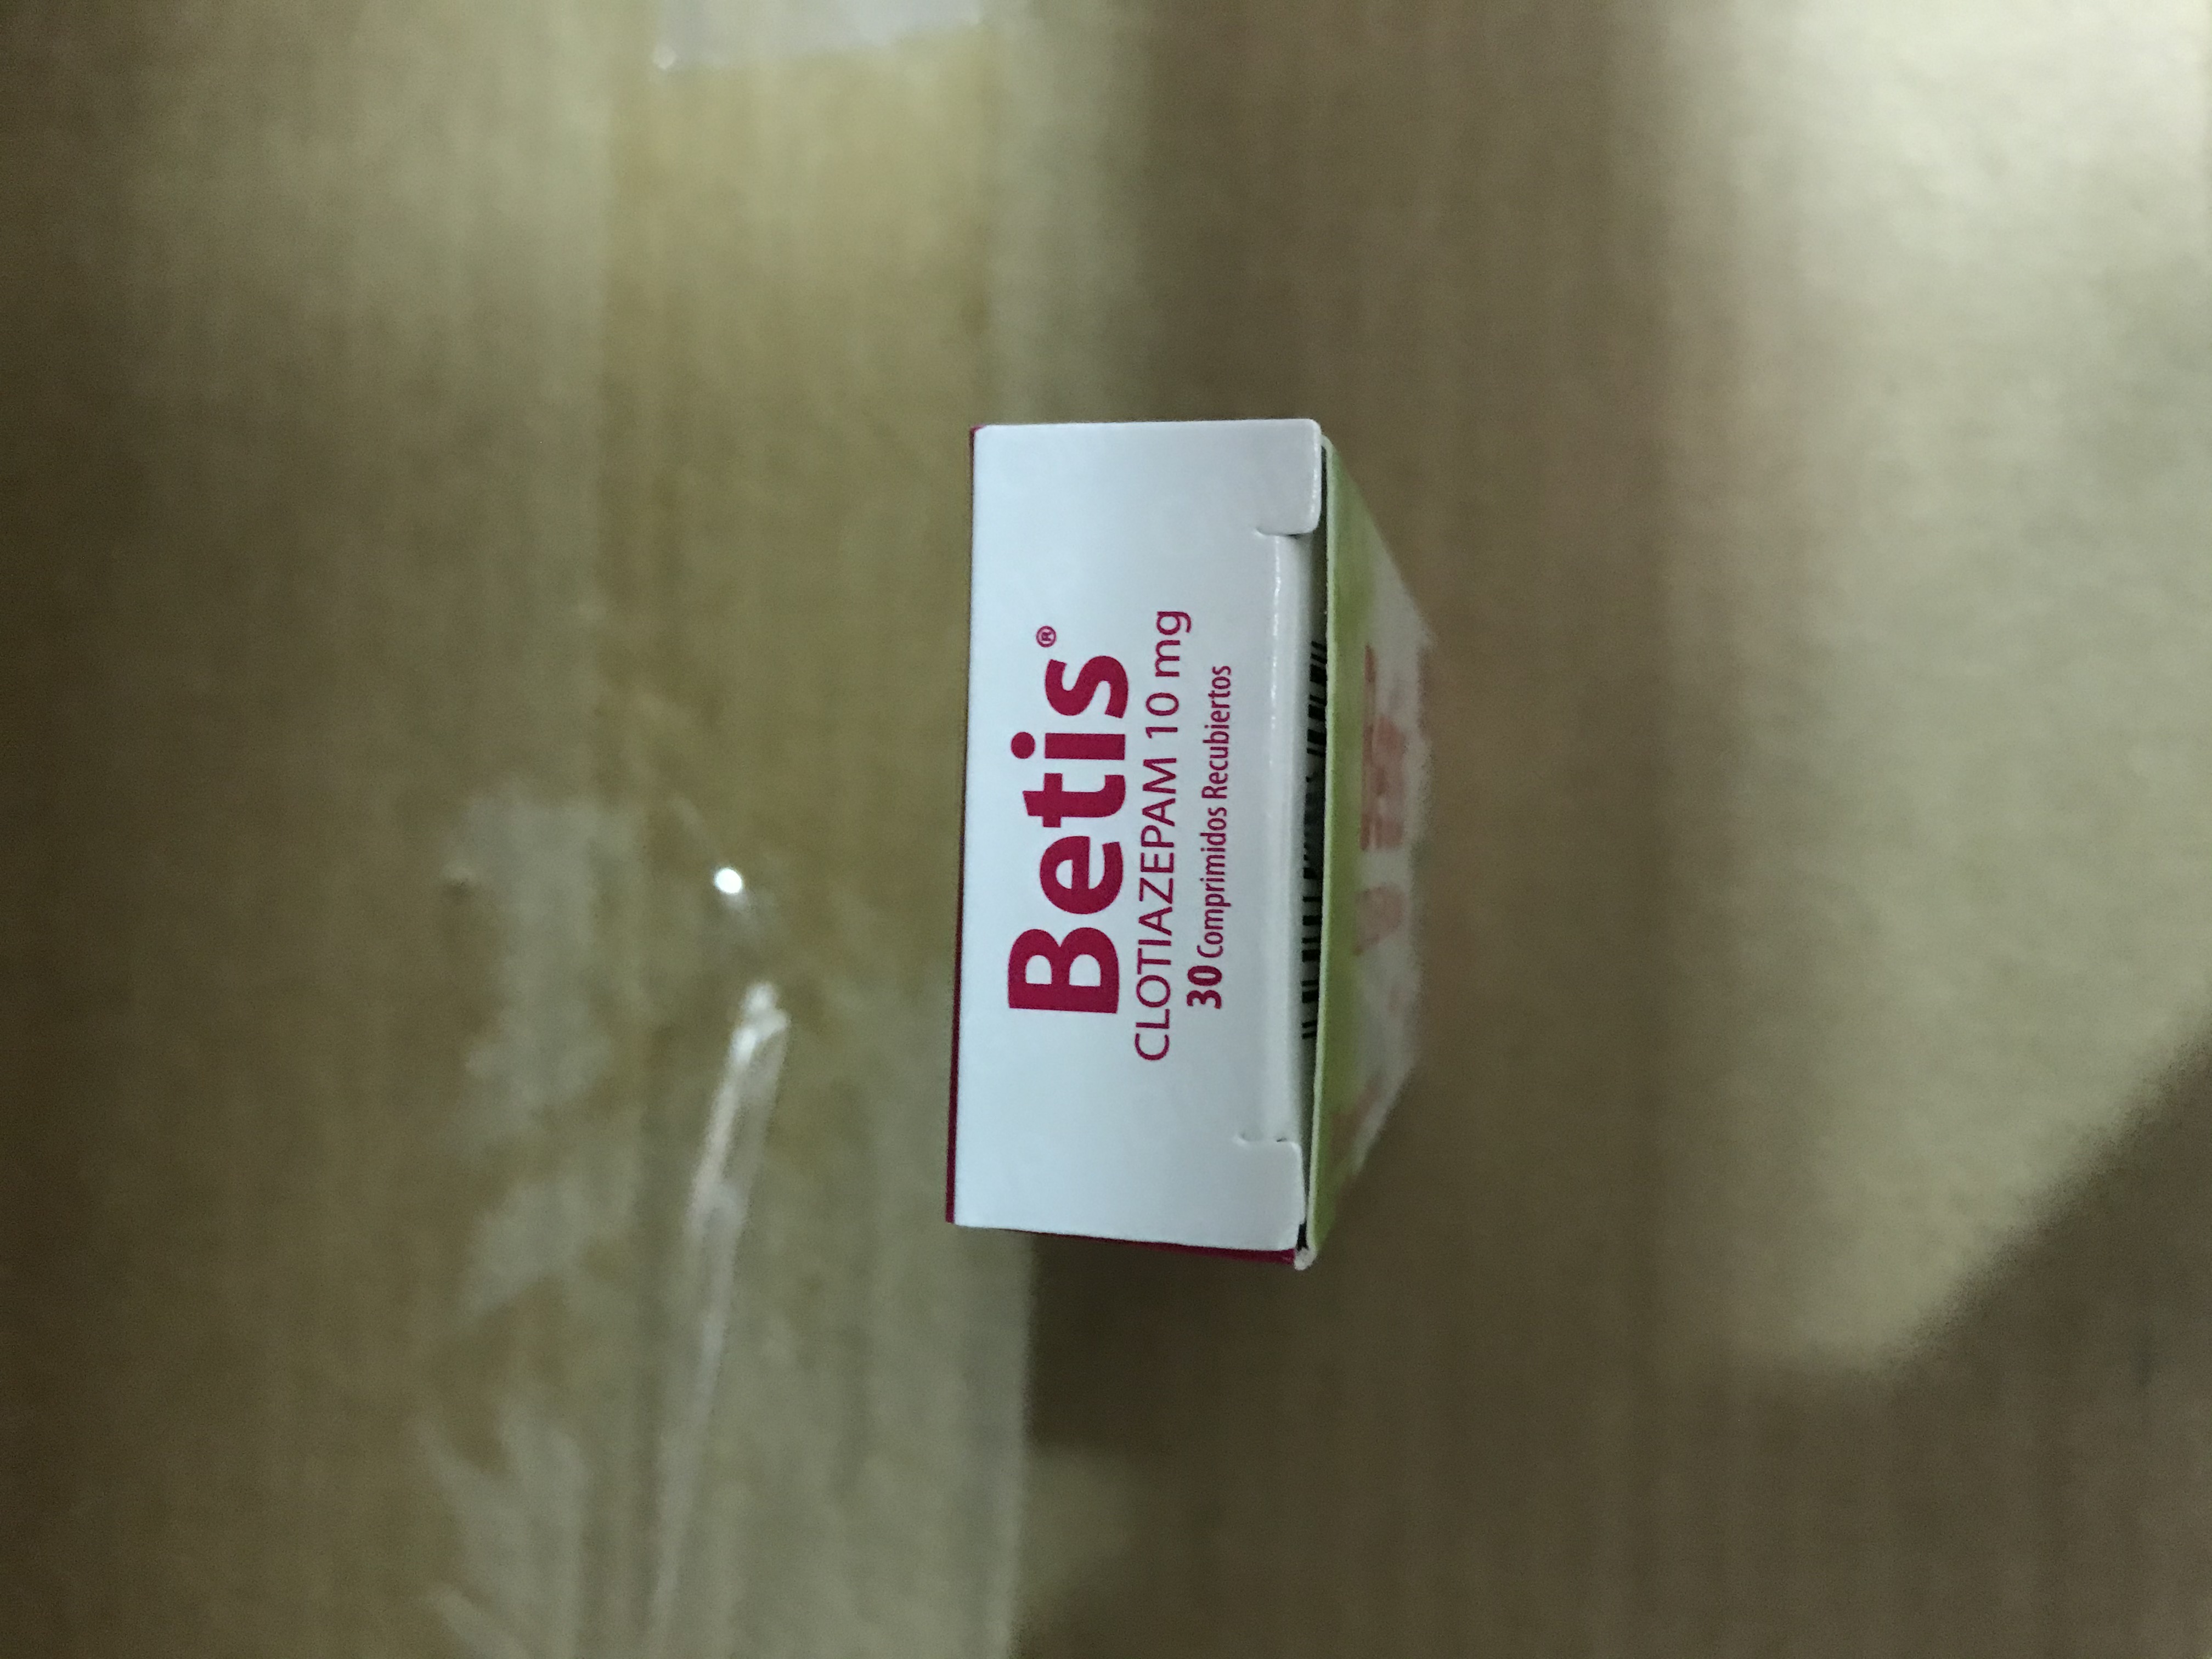 Betis®
CLOTIAZEPAM 10 mg
30 Comprimidos Recubiertos